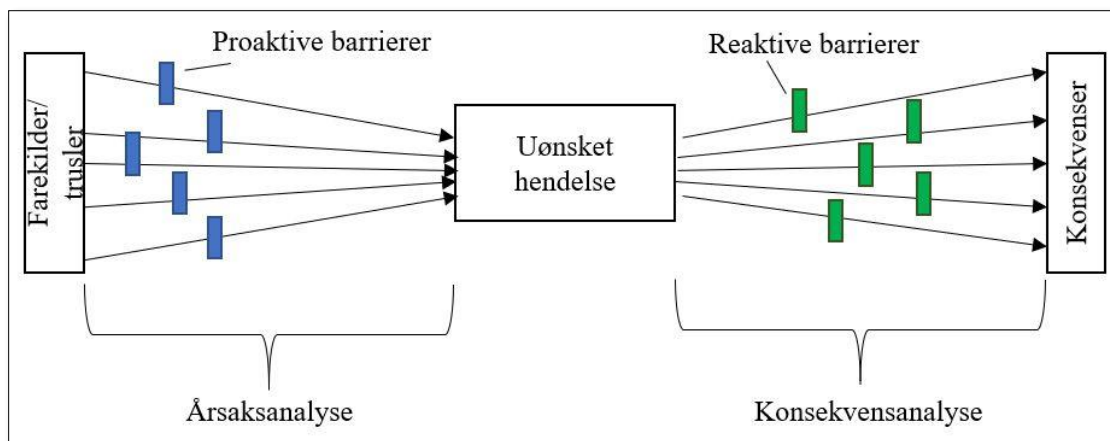 Proaktive barrierer
Reaktive barrierer
Farekilder/
trusler
Uønsket
hendelse
Konsekvenser
Årsaksanalyse
Konsekvensanalyse